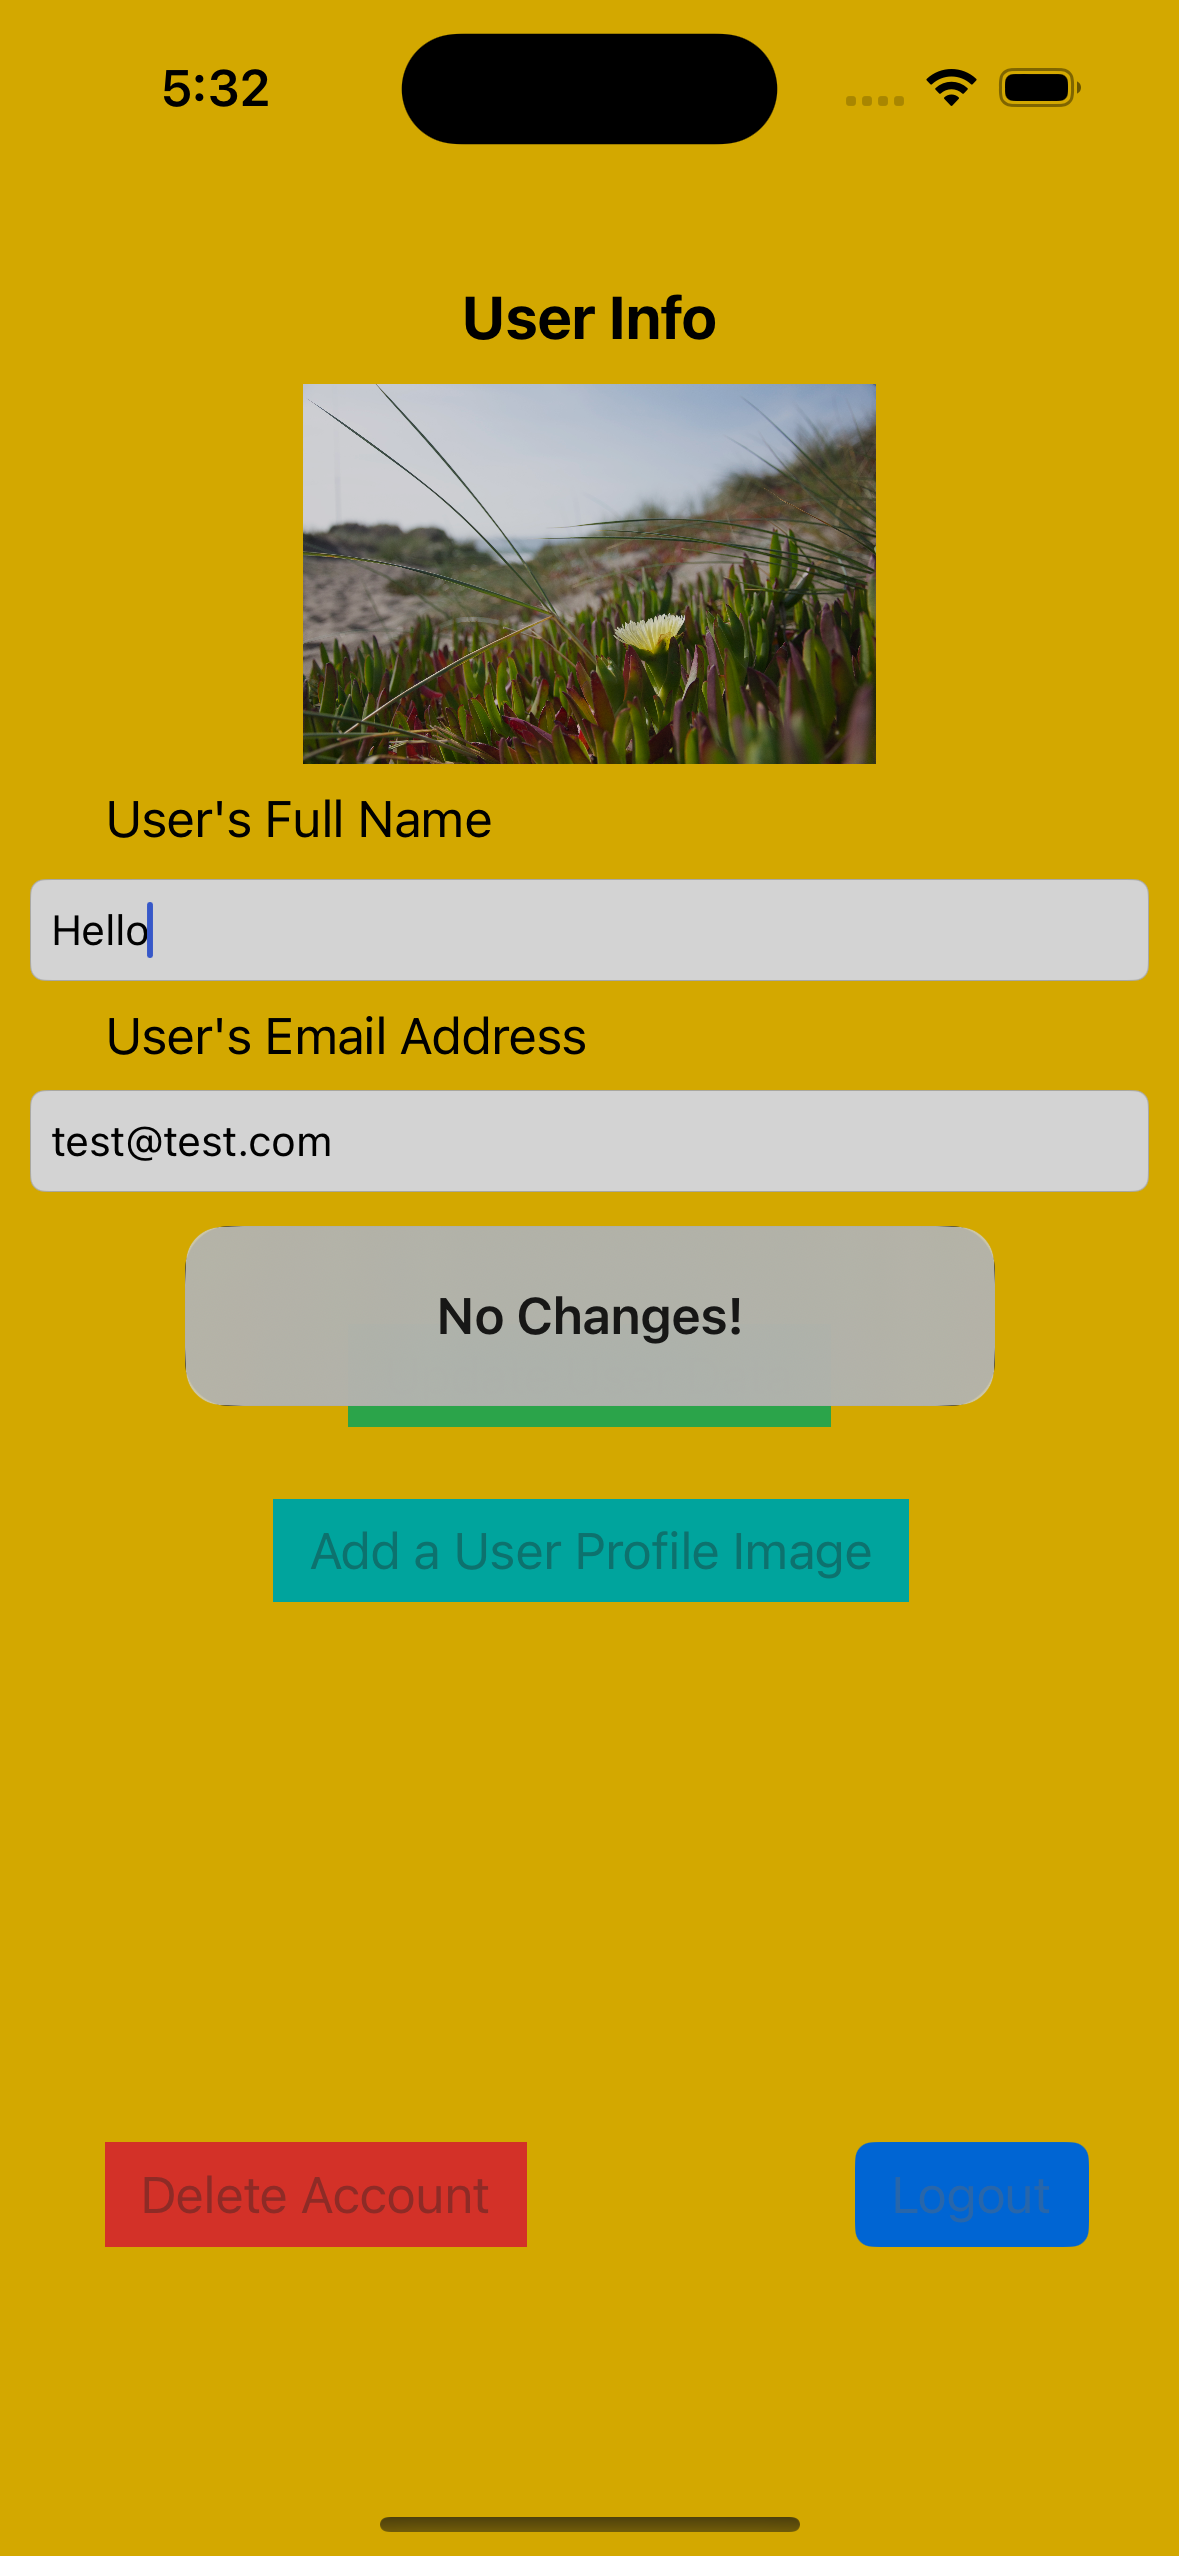 5:32
User Info
User's Full Name
Hello
User's Email Address
test@test.com
No Changes!
Add a User Profile Image
Delete Account
Logout